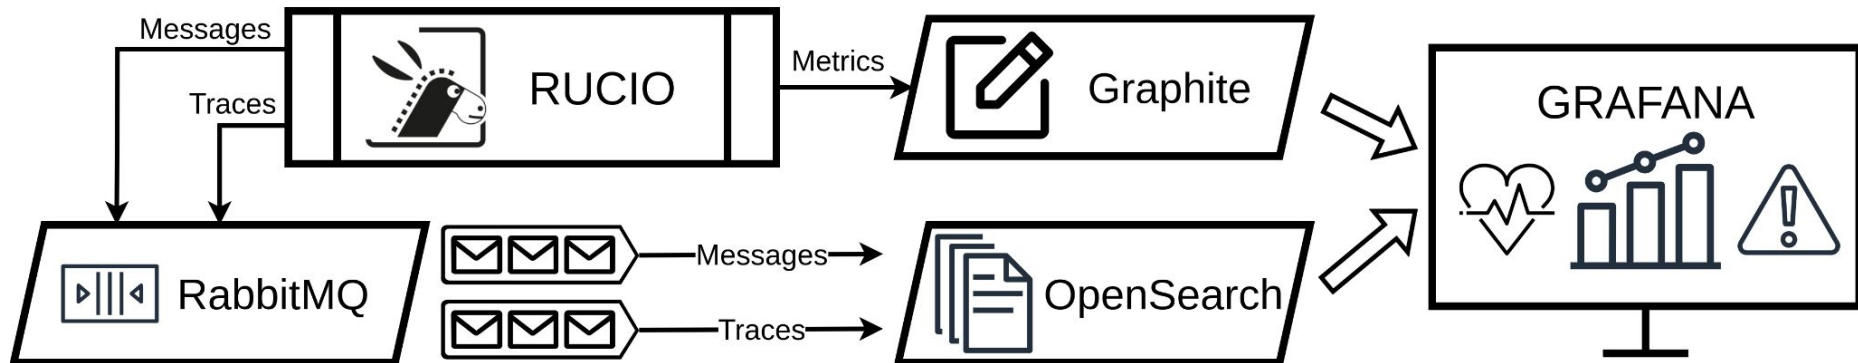 Messages
RUCIO
Metrics
Graphite
GRAFANA
Traces
RabbitMQ
Messages
OpenSearch
Traces